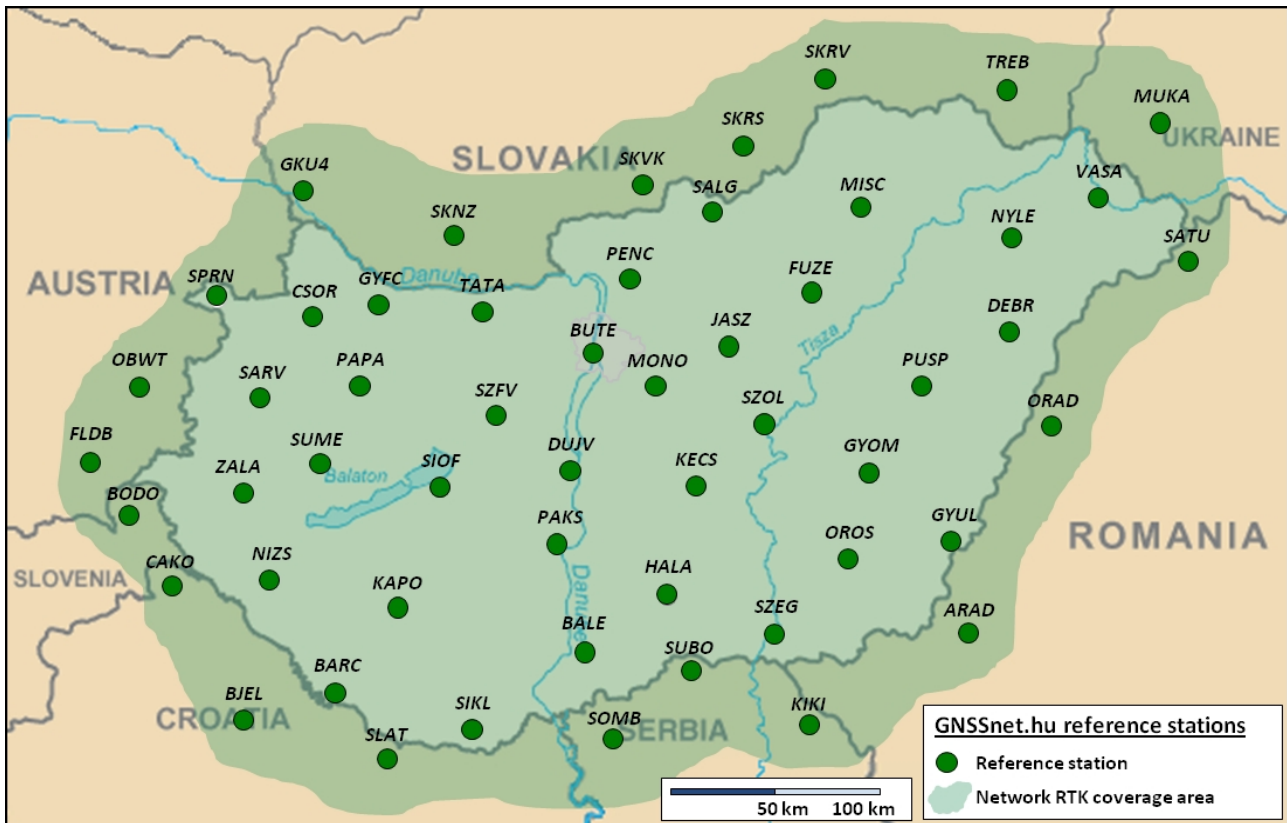 SKRV
TREB
MUKA
UKRAINE
SKRS
SLOVAKIA
SKVK
GKU4
VASA
MISC
SALG
SKNZ
NYLE
SATU
PENC
AUSTRIA
SPRN
Danube
GYFC
TATA
CSOR
FUZE
DEBR
BUTE
JASZ
Tisza
OBWT
SARV
PAPA
MONO
PUSP
SZFV
SZOL
ORAD
FLDB
SUME
SIOF
DUJV
GYOM
ZALA
Balaton
KECS
BODO
PAKS
GYUL
OROS
ROMANIA
CAKO
SLOVENIA
NIZS
KAPO
HALA
Danube
SZEG
ARAD
BALE
SUBO
BARC
BJEL
CROATIA
SIKL
SOMB
SERBIA
KIKI
SLAT
GNSSnet.hu reference stations
Reference station
Network RTK coverage area
50 km 100 km